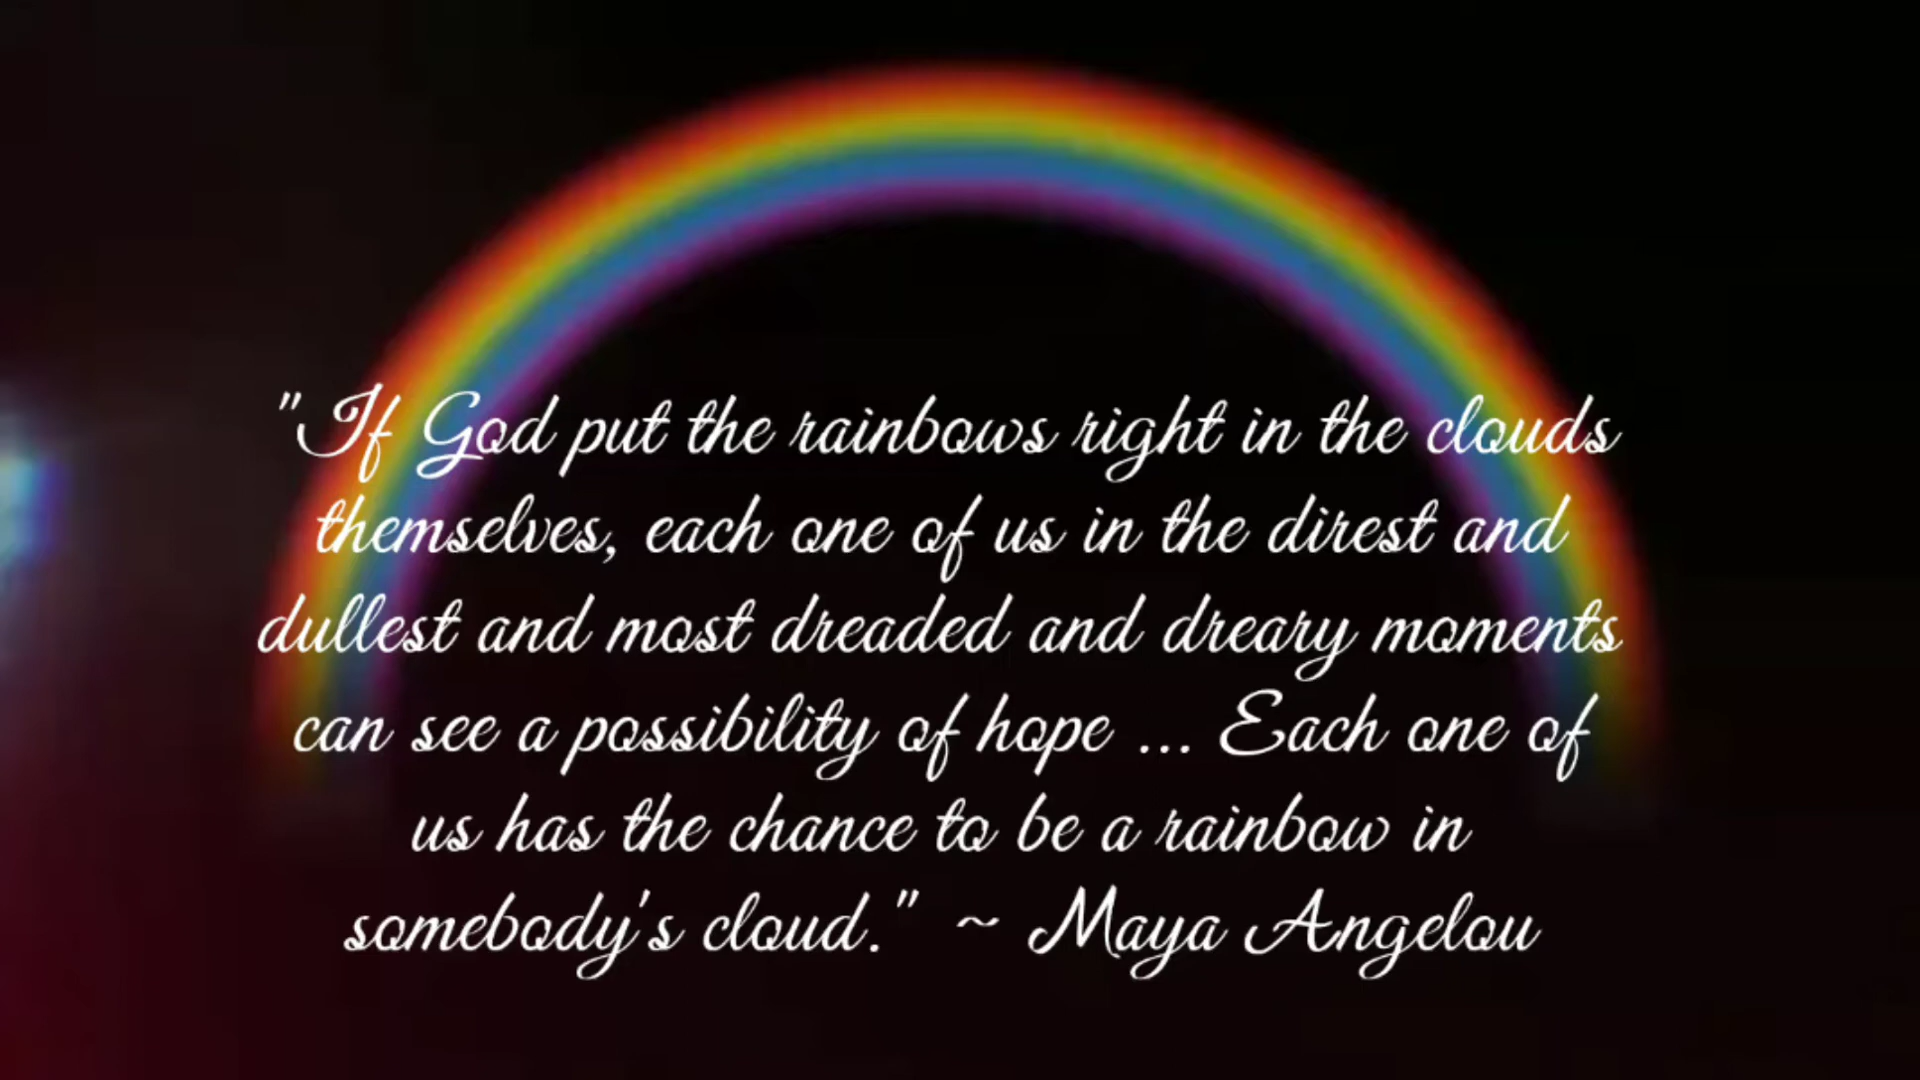 "If God put the rainbows right in the clouds
themselves, each one of us in the direst and
dullest and most dreaded and dreary moments
can see a possibility of hope ... Each one of
us has the chance to be a rainbow in
somebody's cloud." ~ Maya Angelou